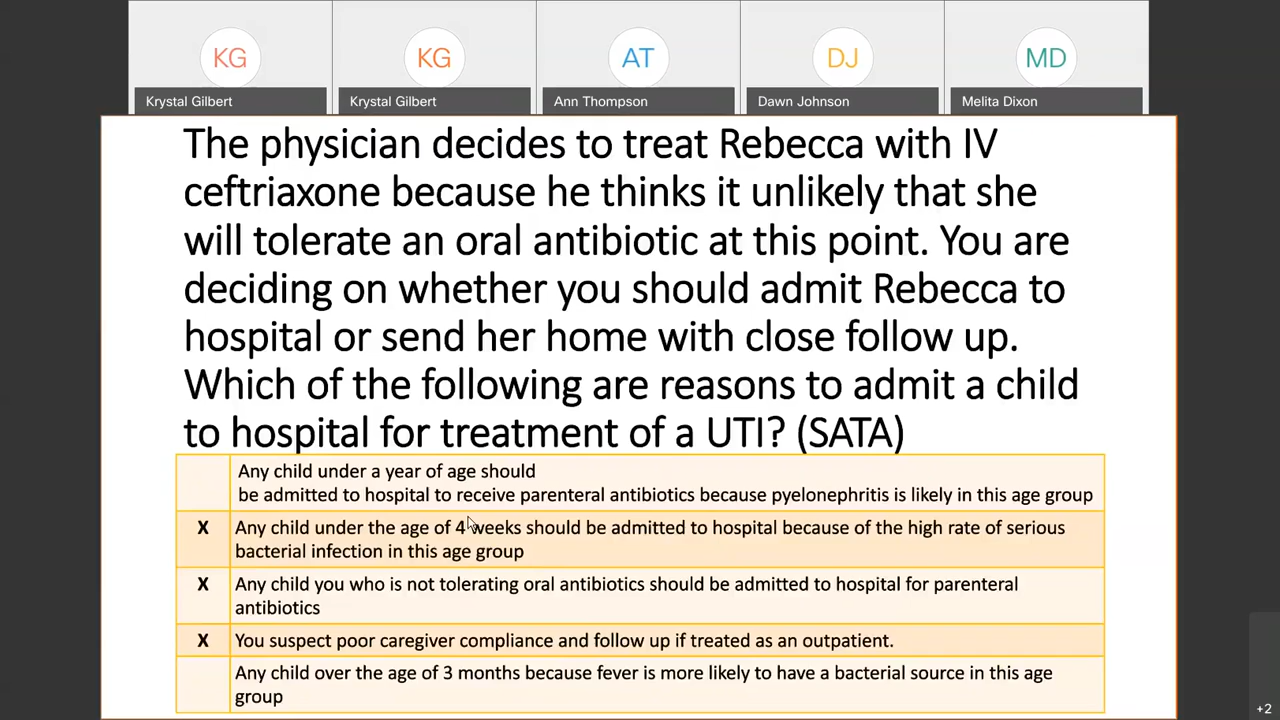 KG
KG
AT
DJ
MD
Krystal Gilbert
Krystal Gilbert
Ann Thompson
Dawn Johnson
Melita Dixon
The physician decides to treat Rebecca with IV
ceftriaxone because he thinks it unlikely that she
will tolerate an oral antibiotic at this point. You are
deciding on whether you should admit Rebecca to
hospital or send her home with close follow up.
Which of the following are reasons to admit a child
to hospital for treatment of a UTI? (SATA)
Any child under a year of age should
be admitted to hospital to receive parenteral antibiotics because pyelonephritis is likely in this age group
X
Any child under the age of 4 weeks should be admitted to hospital because of the high rate of serious
bacterial infection in this age group
X
Any child you who is not tolerating oral antibiotics should be admitted to hospital for parenteral
antibiotics
X
You suspect poor caregiver compliance and follow up if treated as an outpatient.
Any child over the age of 3 months because fever is more likely to have a bacterial source in this age
group
+2